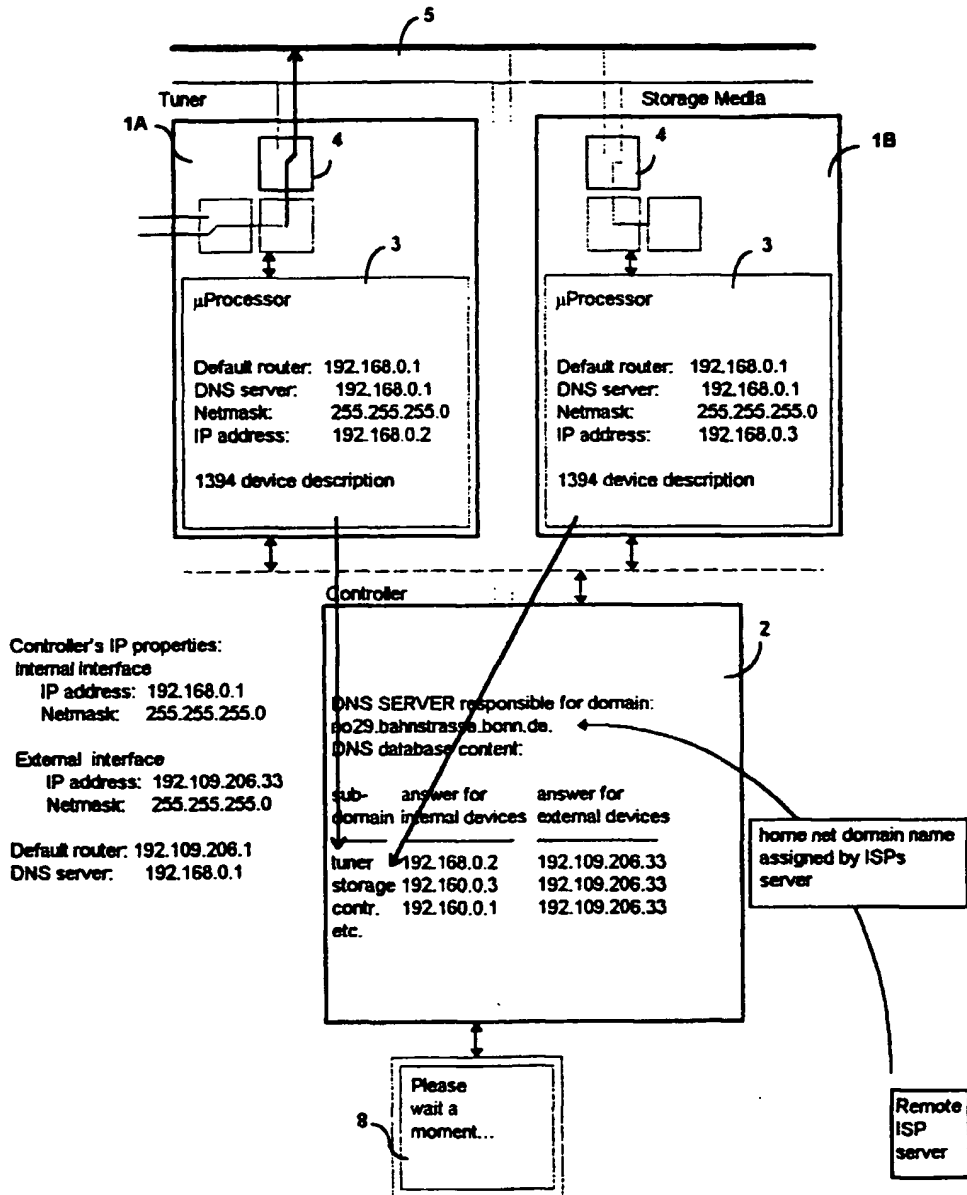 5
Tuner
Storage Media
1A
4
4
1B
3
3
µProcessor
Default router: 192.168.0.1
DNS server: 192.168.0.1
Netmask: 255.255.255.0
IP address: 192.168.0.2
1394 device description
µProcessor
Default router: 192.168.0.1
DNS server: 192.168.0.1
Netmask: 255.255.255.0
IP address: 192.168.0.3
1394 device description
Controller
2
Controller's IP properties:
Internal interface
IP address: 192.168.0.1
Netmask: 255.255.255.0
External interface
IP address: 192.109.206.33
Netmask: 255.255.255.0
Default router: 192.109.206.1
DNS server: 192.168.0.1
DNS SERVER responsible for domain:
no29.bahnstrasse.bonn.de.
DNS database content:
sub- answer for answer for
domain internal devices external devices
tuner 192.168.0.2 192.109.206.33
storage 192.160.0.3 192.109.206.33
contr. 192.160.0.1 192.109.206.33
etc.
home net domain name
assigned by ISPs
server
Please
wait a
moment...
8
Remote
ISP
server